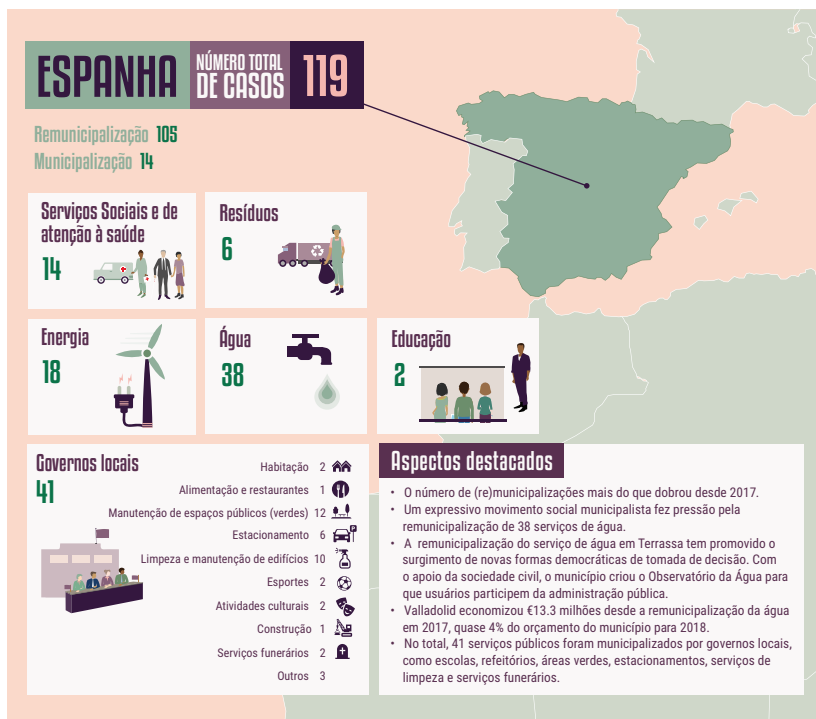 ESPANHA
NÚMERO TOTAL
DE CASOS
119
Remunicipalização 105
Municipalização 14
Serviços Sociais e de
atenção à saúde
14
Resíduos
6
Energia
18
Água
38
Educação
2
Governos locais
41
Habitação 2
Alimentação e restaurantes 1
Manutenção de espaços públicos (verdes) 12
Estacionamento 6
P
Limpeza e manutenção de edifícios 10
Esportes 2
Atividades culturais 2
Construção 1
Serviços funerários 2
Outros 3
Aspectos destacados
• O número de (re)municipalizações mais do que dobrou desde 2017.
• Um expressivo movimento social municipalista fez pressão pela
remunicipalização de 38 serviços de água.
• A remunicipalização do serviço de água em Terrassa tem promovido o
surgimento de novas formas democráticas de tomada de decisão. Com
o apoio da sociedade civil, o município criou o Observatório da Água para
que usuários participem da administração pública.
• Valladolid economizou €13.3 milhões desde a remunicipalização da água
em 2017, quase 4% do orçamento do município para 2018.
• No total, 41 serviços públicos foram municipalizados por governos locais,
como escolas, refeitórios, áreas verdes, estacionamentos, serviços de
limpeza e serviços funerários.